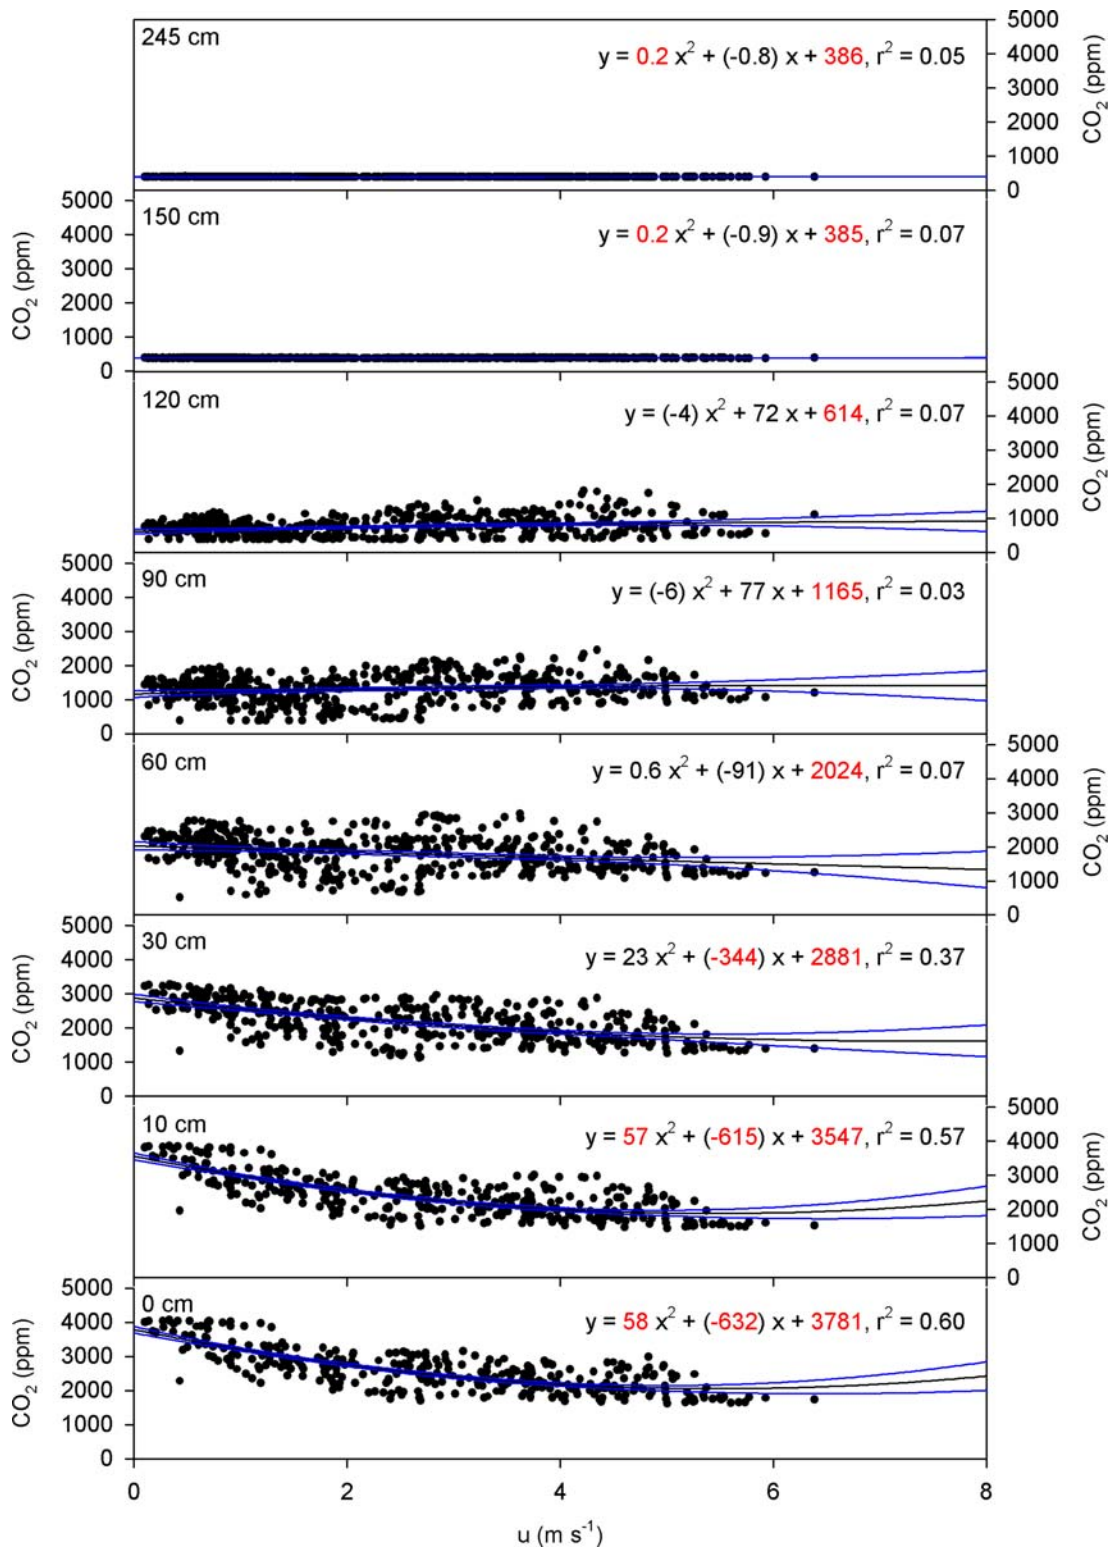 245 cm
y = 0.2 x² + (-0.8) x + 386, r² = 0.05
5000
4000
3000
2000
1000
0
CO₂ (ppm)
150 cm
y = 0.2 x² + (-0.9) x + 385, r² = 0.07
5000
4000
3000
2000
1000
0
CO₂ (ppm)
120 cm
y = (-4) x² + 72 x + 614, r² = 0.07
5000
4000
3000
2000
1000
0
CO₂ (ppm)
90 cm
y = (-6) x² + 77 x + 1165, r² = 0.03
5000
4000
3000
2000
1000
0
CO₂ (ppm)
60 cm
y = 0.6 x² + (-91) x + 2024, r² = 0.07
5000
4000
3000
2000
1000
0
CO₂ (ppm)
30 cm
y = 23 x² + (-344) x + 2881, r² = 0.37
5000
4000
3000
2000
1000
0
CO₂ (ppm)
10 cm
y = 57 x² + (-615) x + 3547, r² = 0.57
5000
4000
3000
2000
1000
0
CO₂ (ppm)
0 cm
y = 58 x² + (-632) x + 3781, r² = 0.60
5000
4000
3000
2000
1000
0
CO₂ (ppm)
0 2 4 6 8
u (m s⁻¹)